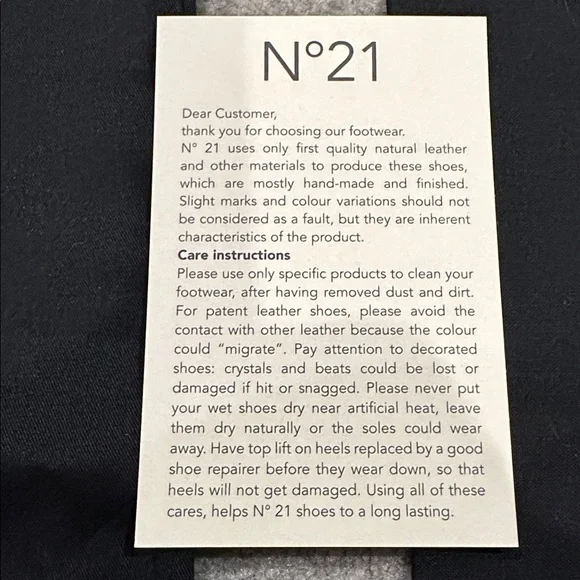 N°21
Dear Customer,
thank you for choosing our footwear.
N° 21 uses only first quality natural leather
and other materials to produce these shoes,
which are mostly hand-made and finished.
Slight marks and colour variations should not
be considered as a fault, but they are inherent
characteristics of the product.
Care instructions
Please use only specific products to clean your
footwear, after having removed dust and dirt.
For patent leather shoes, please avoid the
contact with other leather because the colour
could “migrate”. Pay attention to decorated
shoes: crystals and beats could be lost or
damaged if hit or snagged. Please never put
your wet shoes dry near artificial heat, leave
them dry naturally or the soles could wear
away. Have top lift on heels replaced by a good
shoe repairer before they wear down, so that
heels will not get damaged. Using all of these
cares, helps N° 21 shoes to a long lasting.